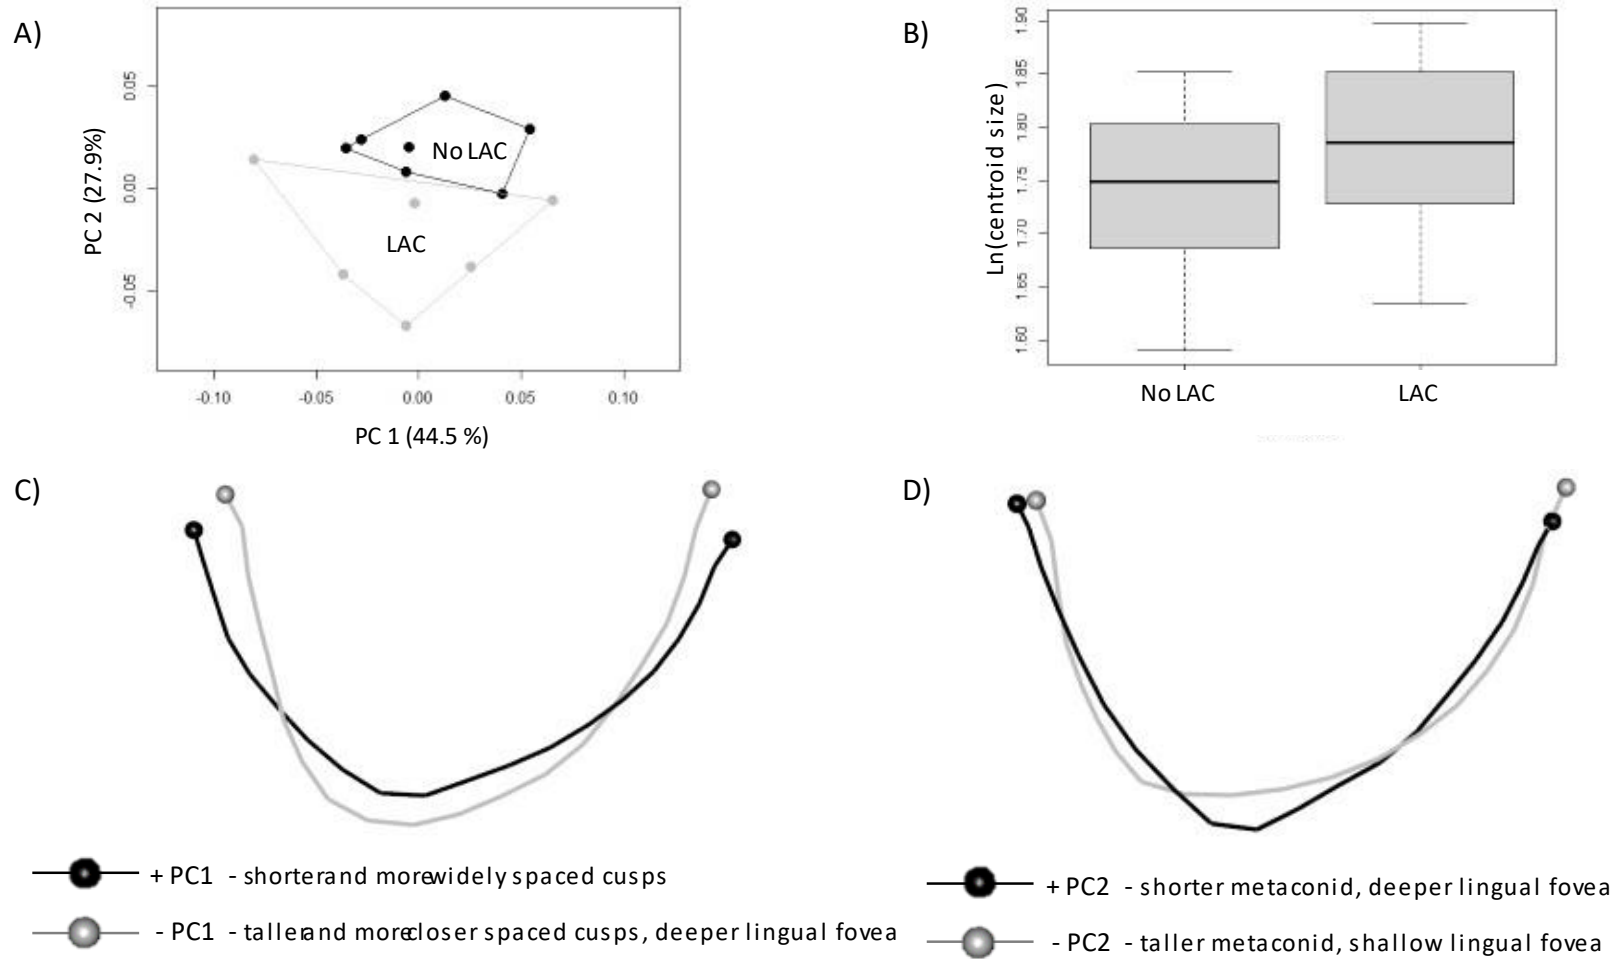 A)
PC 2 (27.9%)
0.05
0.00
-0.05
No LAC
LAC
-0.10 -0.05 0.00 0.05 0.10
PC 1 (44.5 %)
B)
Ln(centroid size)
1.90
1.85
1.80
1.75
1.70
1.65
1.60
No LAC LAC
C)
D)
+ PC1 - shorterand morewidely spaced cusps
- PC1 - tallerand morecloser spaced cusps, deeper lingual fovea
+ PC2 - shorter metaconid, deeper lingual fovea
- PC2 - taller metaconid, shallow lingual fovea